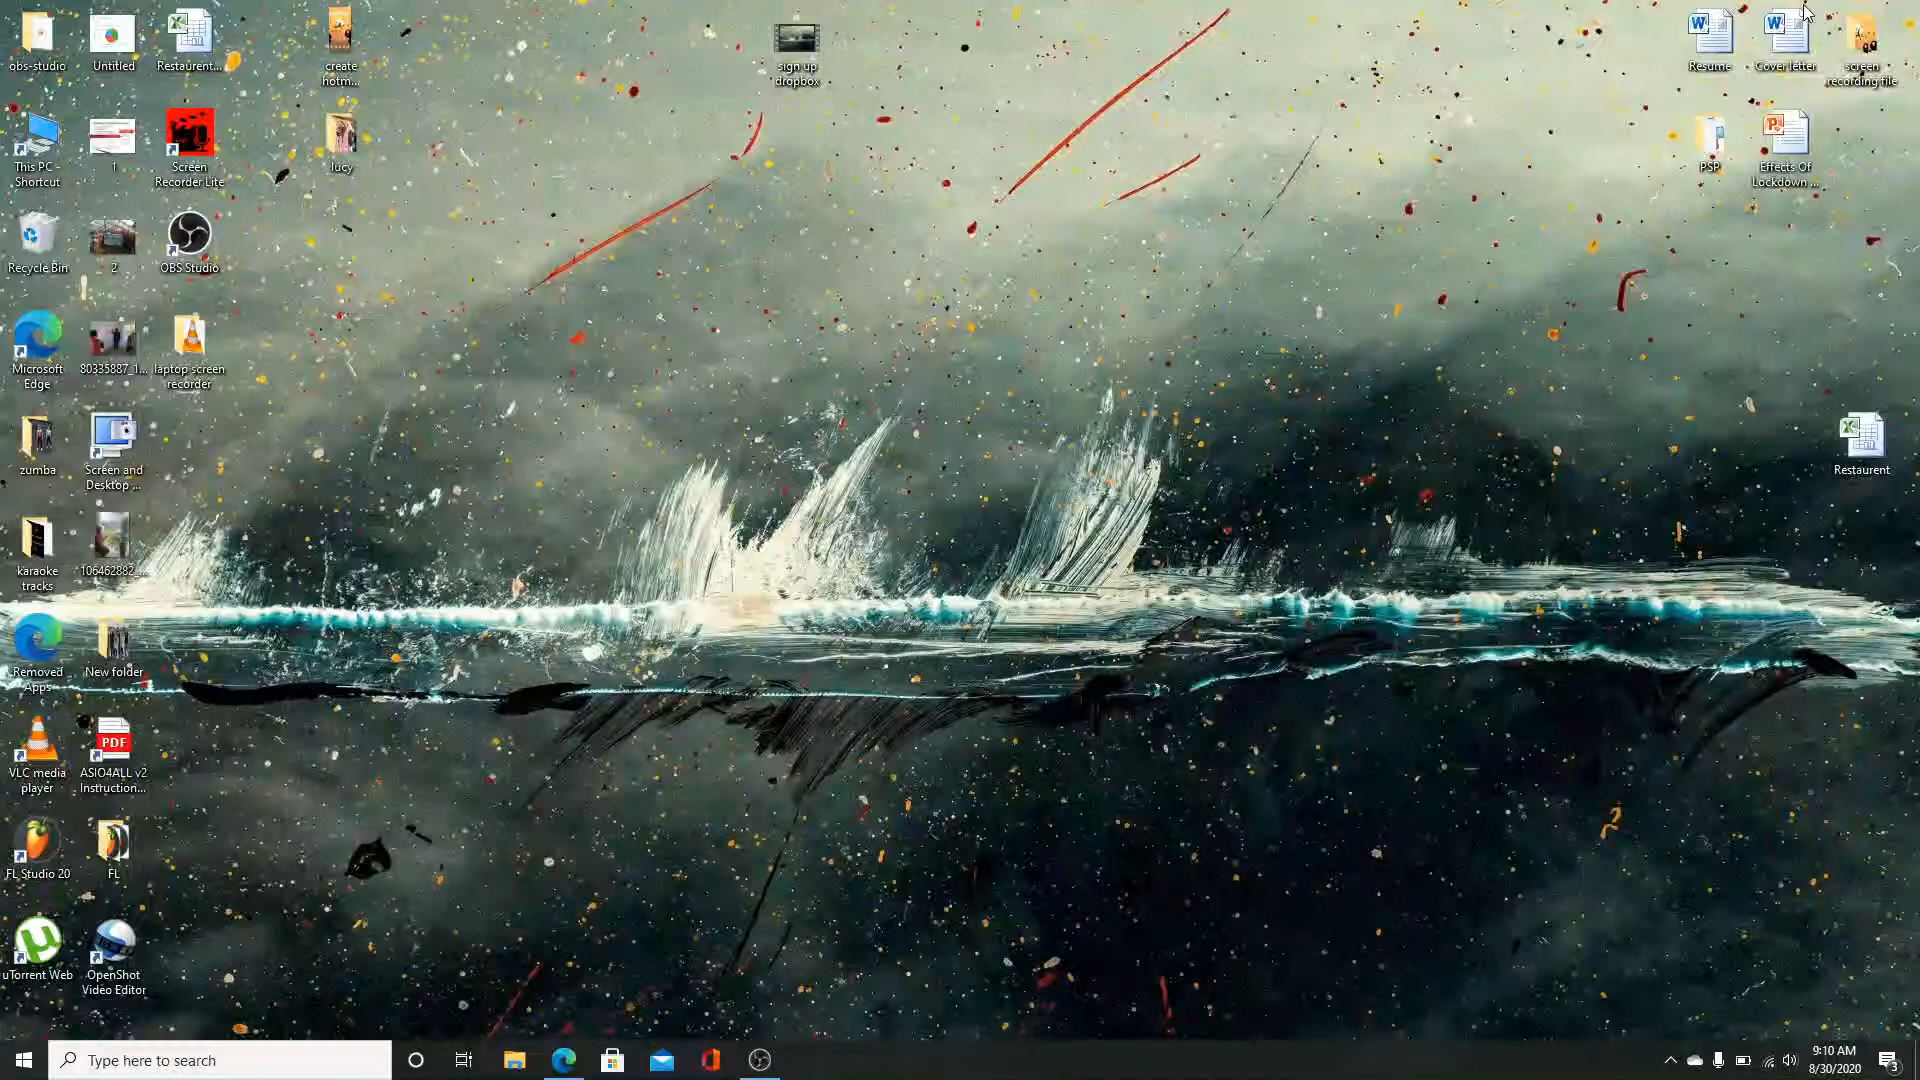 obs-studio
Untitled
Restaurent...
create
hotm...
sign up
dropbox
Resume
Cover letter
screen
recording file
This PC -
Shortcut
1
Screen
Recorder Lite
lucy
PSP
Effects Of
Lockdown ...
Recycle Bin
2
OBS Studio
Microsoft
Edge
80335887_1...
laptop screen
recorder
zumba
Screen and
Desktop ...
Restaurent
karaoke
tracks
106462882_...
Removed
Apps
New folder
VLC media
player
PDF
ASIO4ALL v2
Instruction...
FL Studio 20
FL
uTorrent Web
OpenShot
Video Editor
Type here to search
9:10 AM
8/30/2020
3